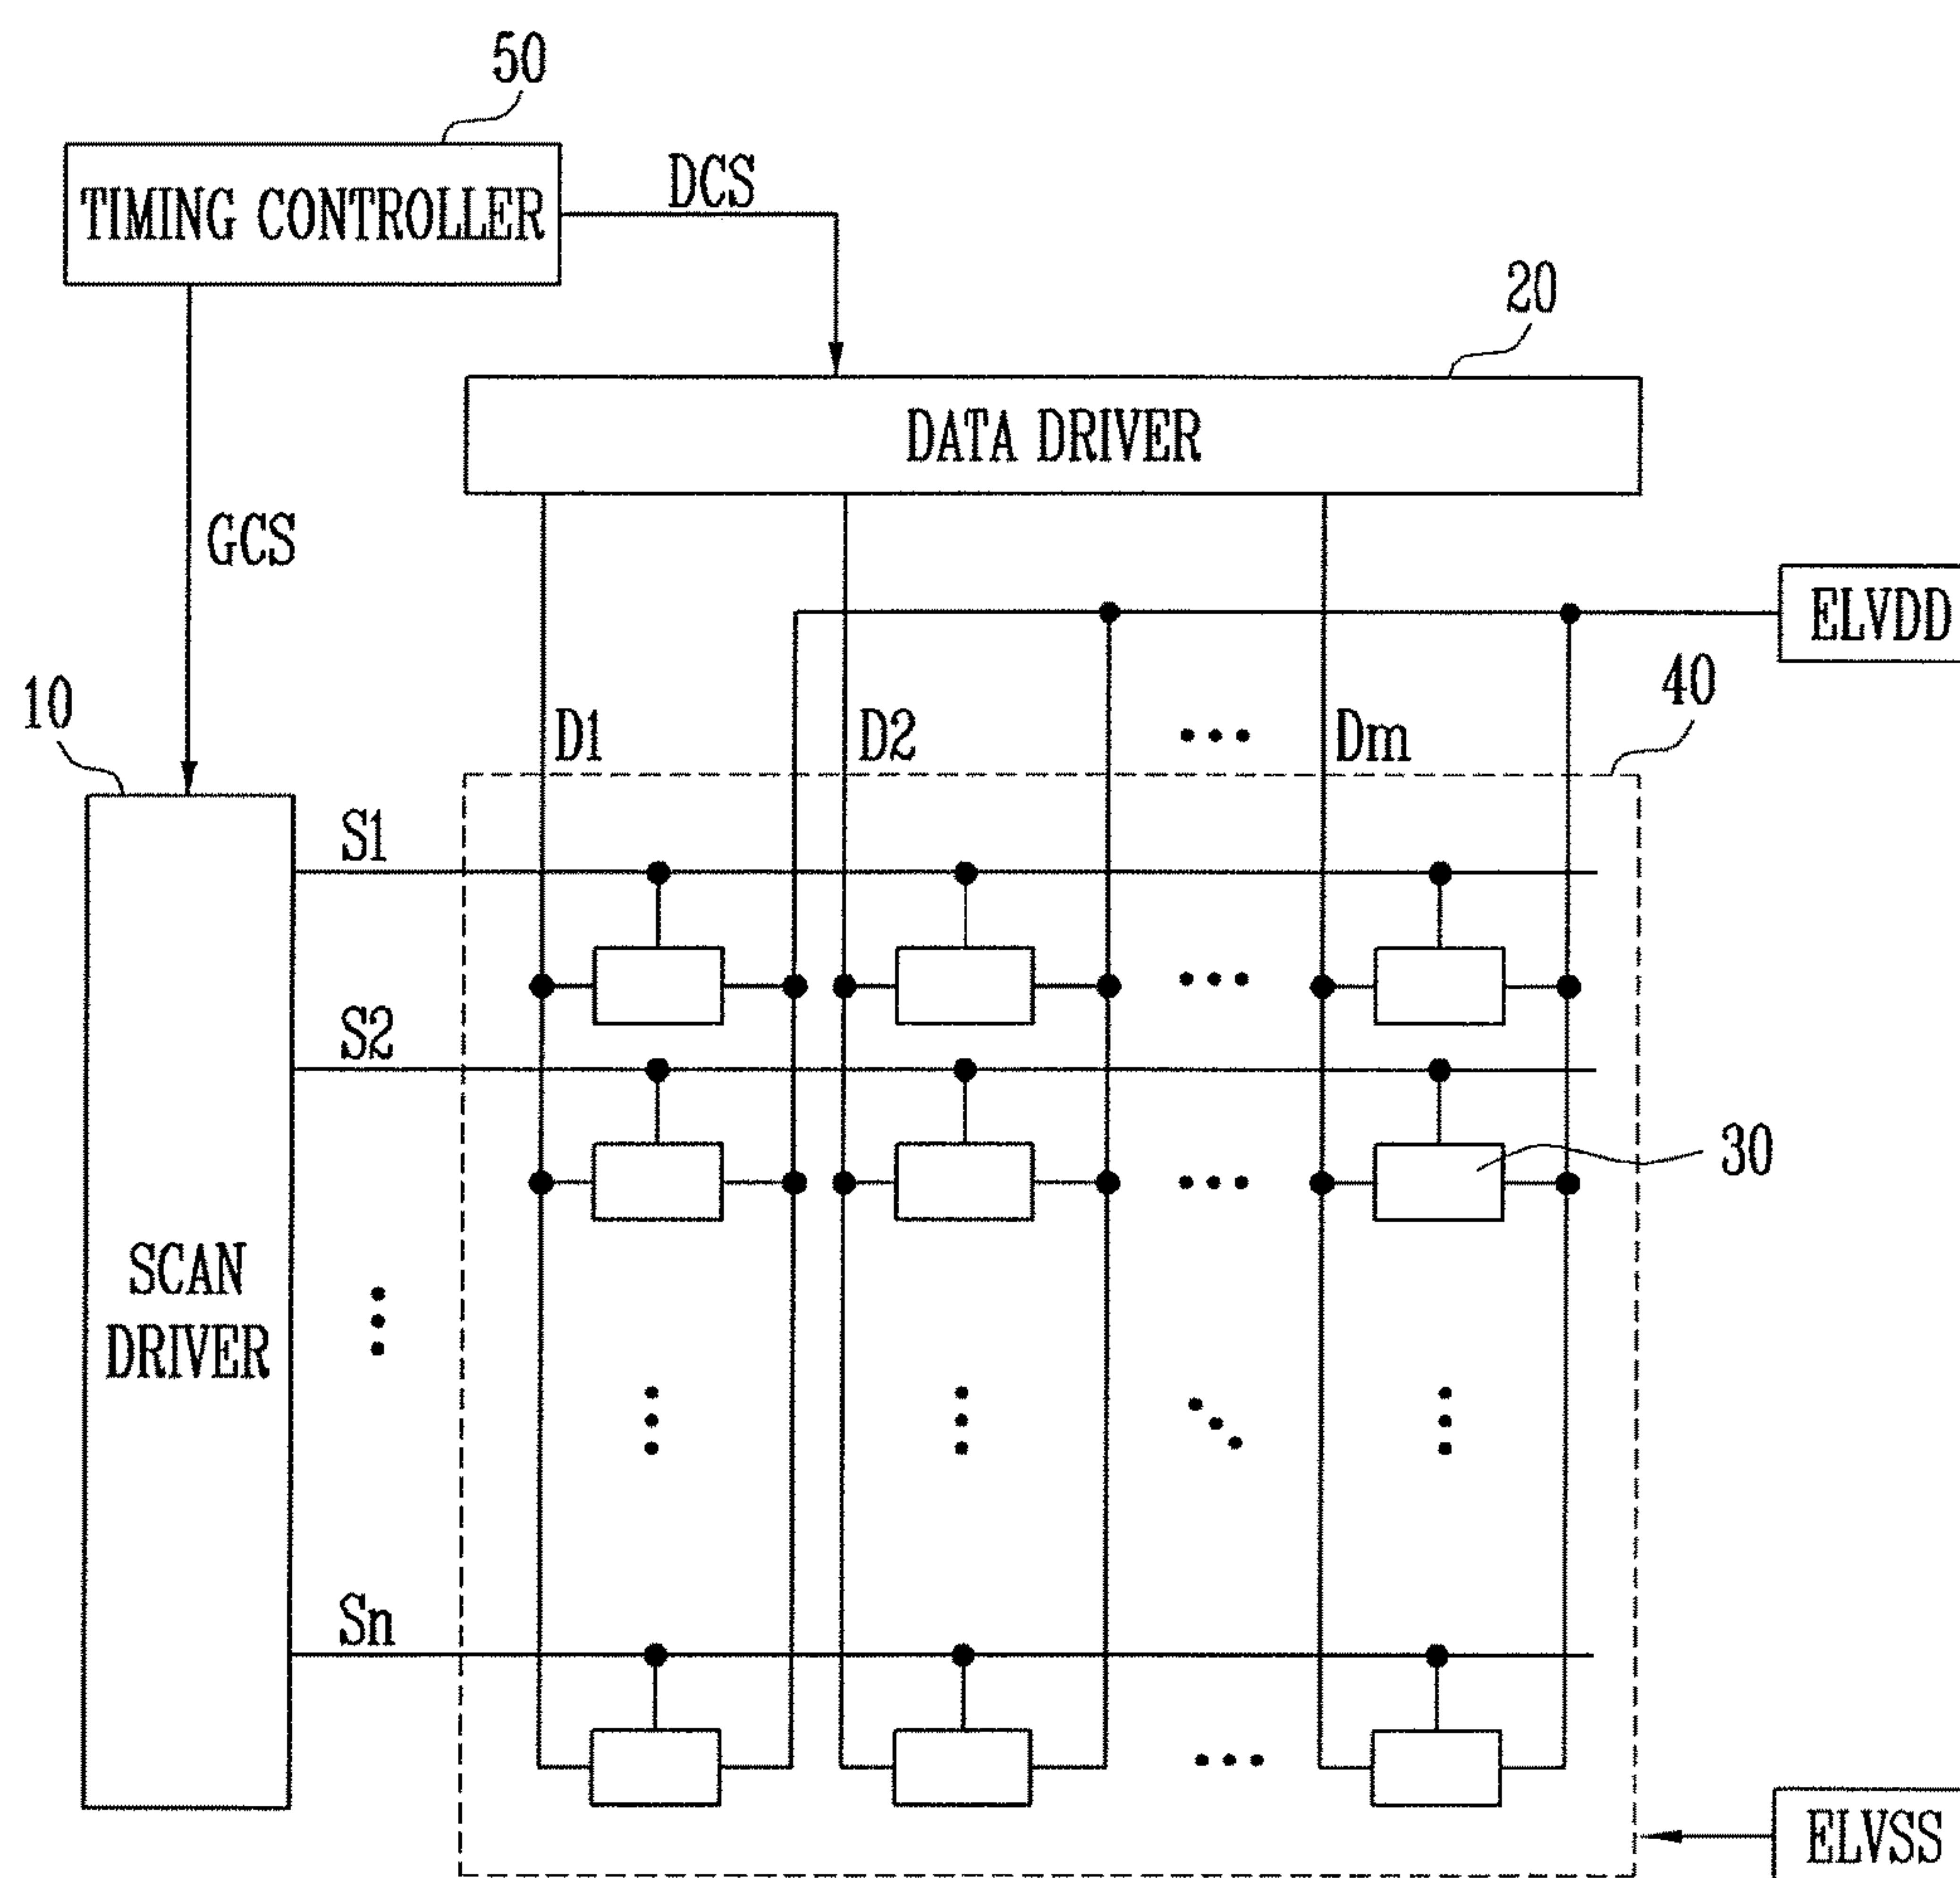 50
TIMING CONTROLLER
DCS
20
DATA DRIVER
GCS
ELVDD
10
40
D1
D2
Dm
S1
S2
30
SCAN
DRIVER
Sn
ELVSS